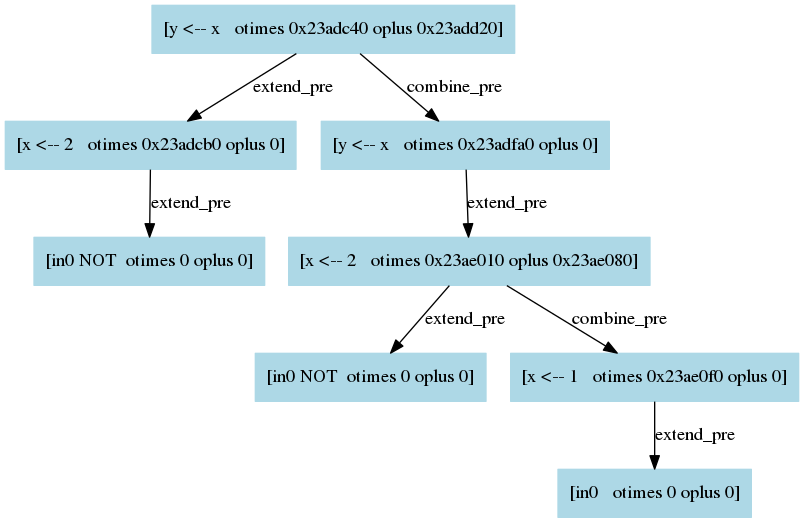 [y <-- x   otimes 0x23adc40 oplus 0x23add20]
extend_pre
combine_pre
[x <-- 2   otimes 0x23adcb0 oplus 0]
[y <-- x   otimes 0x23adfa0 oplus 0]
extend_pre
extend_pre
[in0 NOT  otimes 0 oplus 0]
[x <-- 2   otimes 0x23ae010 oplus 0x23ae080]
extend_pre
combine_pre
[in0 NOT  otimes 0 oplus 0]
[x <-- 1   otimes 0x23ae0f0 oplus 0]
extend_pre
[in0   otimes 0 oplus 0]